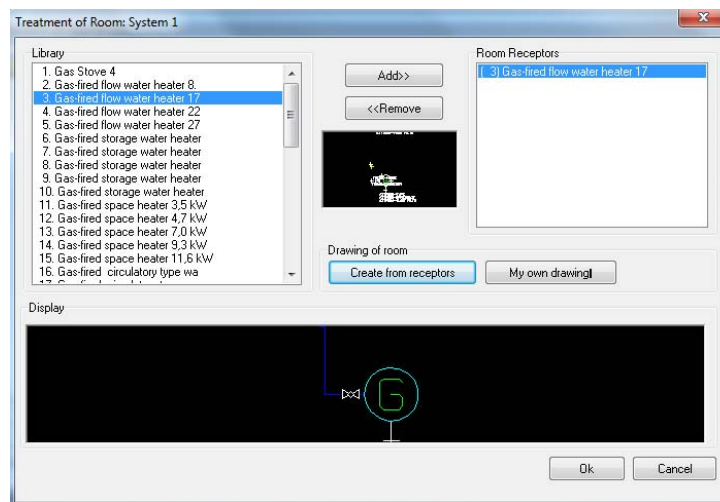 Treatment of Room: System 1
Library
1. Gas Stove 4
2. Gas-fired flow water heater 8.
3. Gas-fired flow water heater 17
4. Gas-fired flow water heater 22
5. Gas-fired flow water heater 27
6. Gas-fired storage water heater
7. Gas-fired storage water heater
8. Gas-fired storage water heater
9. Gas-fired storage water heater
10. Gas-fired storage water heater
11. Gas-fired space heater 3,5 kW
12. Gas-fired space heater 4,7 kW
13. Gas-fired space heater 7,0 kW
14. Gas-fired space heater 9,3 kW
15. Gas-fired space heater 11,6 kW
16. Gas-fired circulatory type wa
Add>>
<<Remove
Room Receptors
( 3) Gas-fired flow water heater 17
Drawing of room
Create from receptors
My own drawing
Display
G
Ok
Cancel